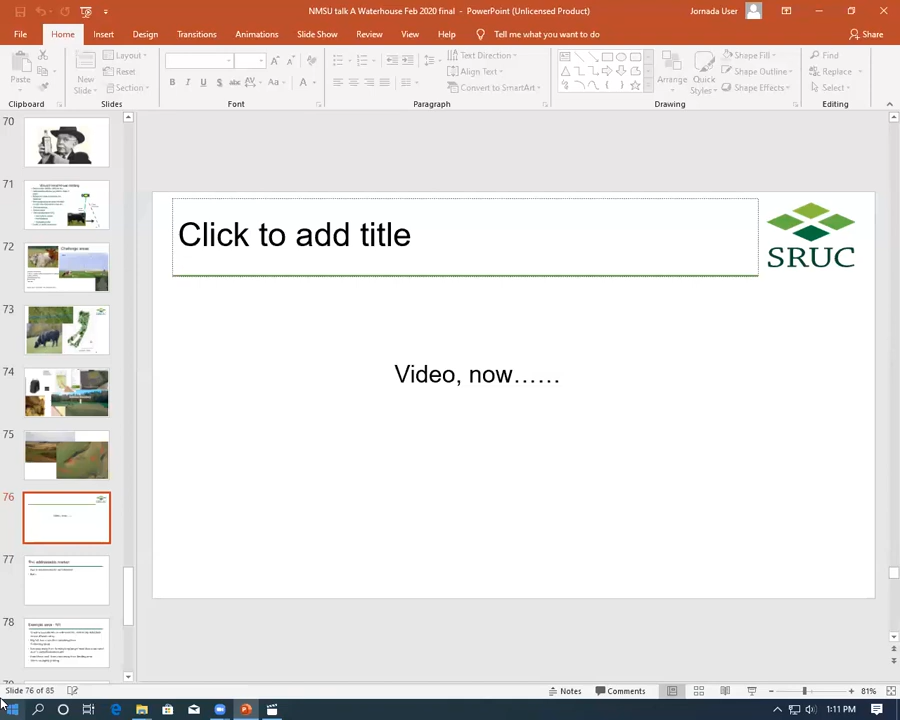 NMSU talk A Waterhouse Feb 2020 final - PowerPoint (Unlicensed Product)
Jornada User
File Home Insert Design Transitions Animations Slide Show Review View Help Tell me what you want to do Share
Paste
New Slide
Layout
Reset
Section
Text Direction
Align Text
Convert to SmartArt
Arrange
Quick Styles
Shape Fill
Shape Outline
Shape Effects
Find
Replace
Select
Clipboard Slides Font Paragraph Drawing Editing
70
71
72
Challenge areas
73
74
75
76
77
78
Click to add title
SRUC
Video, now......
Slide 76 of 85
Notes Comments 81%
1:11 PM